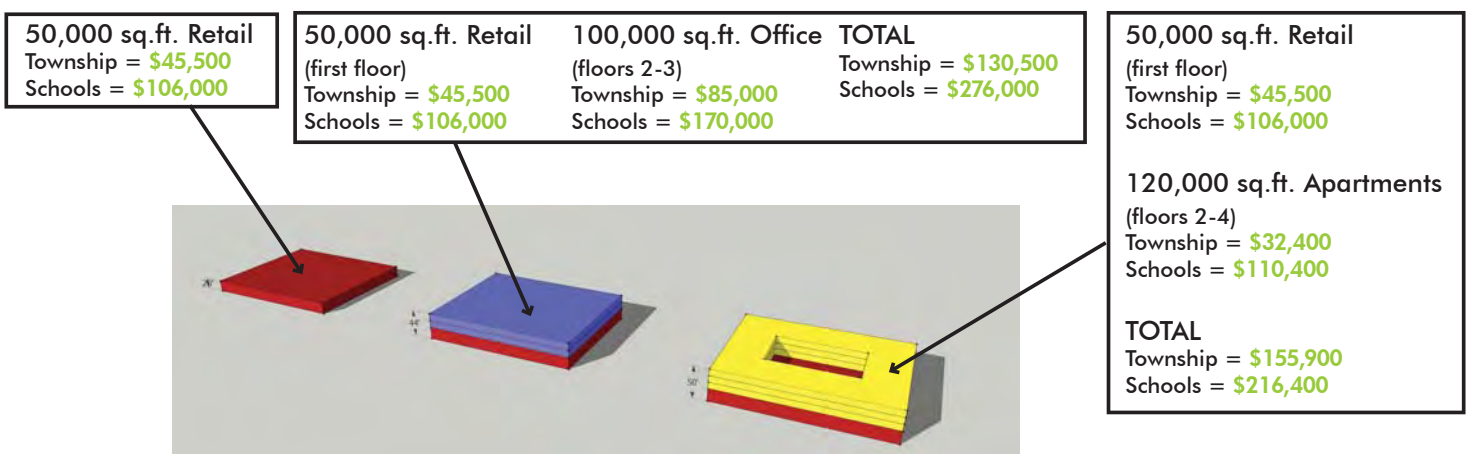 50,000 sq.ft. Retail
Township = $45,500
Schools = $106,000
50,000 sq.ft. Retail
(first floor)
Township = $45,500
Schools = $106,000
100,000 sq.ft. Office
(floors 2-3)
Township = $85,000
Schools = $170,000
TOTAL
Township = $130,500
Schools = $276,000
50,000 sq.ft. Retail
(first floor)
Township = $45,500
Schools = $106,000
120,000 sq.ft. Apartments
(floors 2-4)
Township = $32,400
Schools = $110,400
TOTAL
Township = $155,900
Schools = $216,400
44'
50'